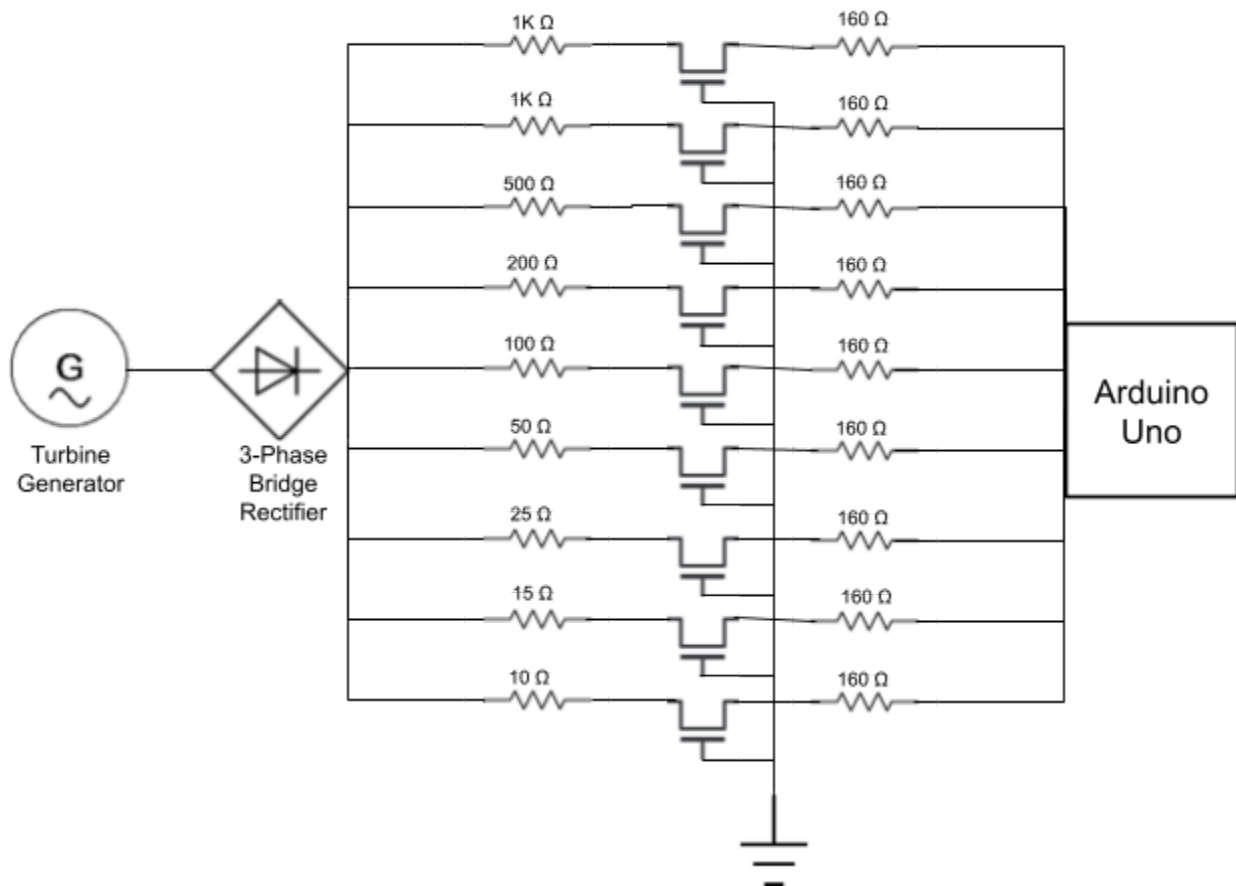 1K Ω
160 Ω
1K Ω
160 Ω
500 Ω
160 Ω
200 Ω
160 Ω
G
Turbine
Generator
3-Phase
Bridge
Rectifier
100 Ω
160 Ω
50 Ω
160 Ω
25 Ω
160 Ω
15 Ω
160 Ω
10 Ω
160 Ω
Arduino
Uno